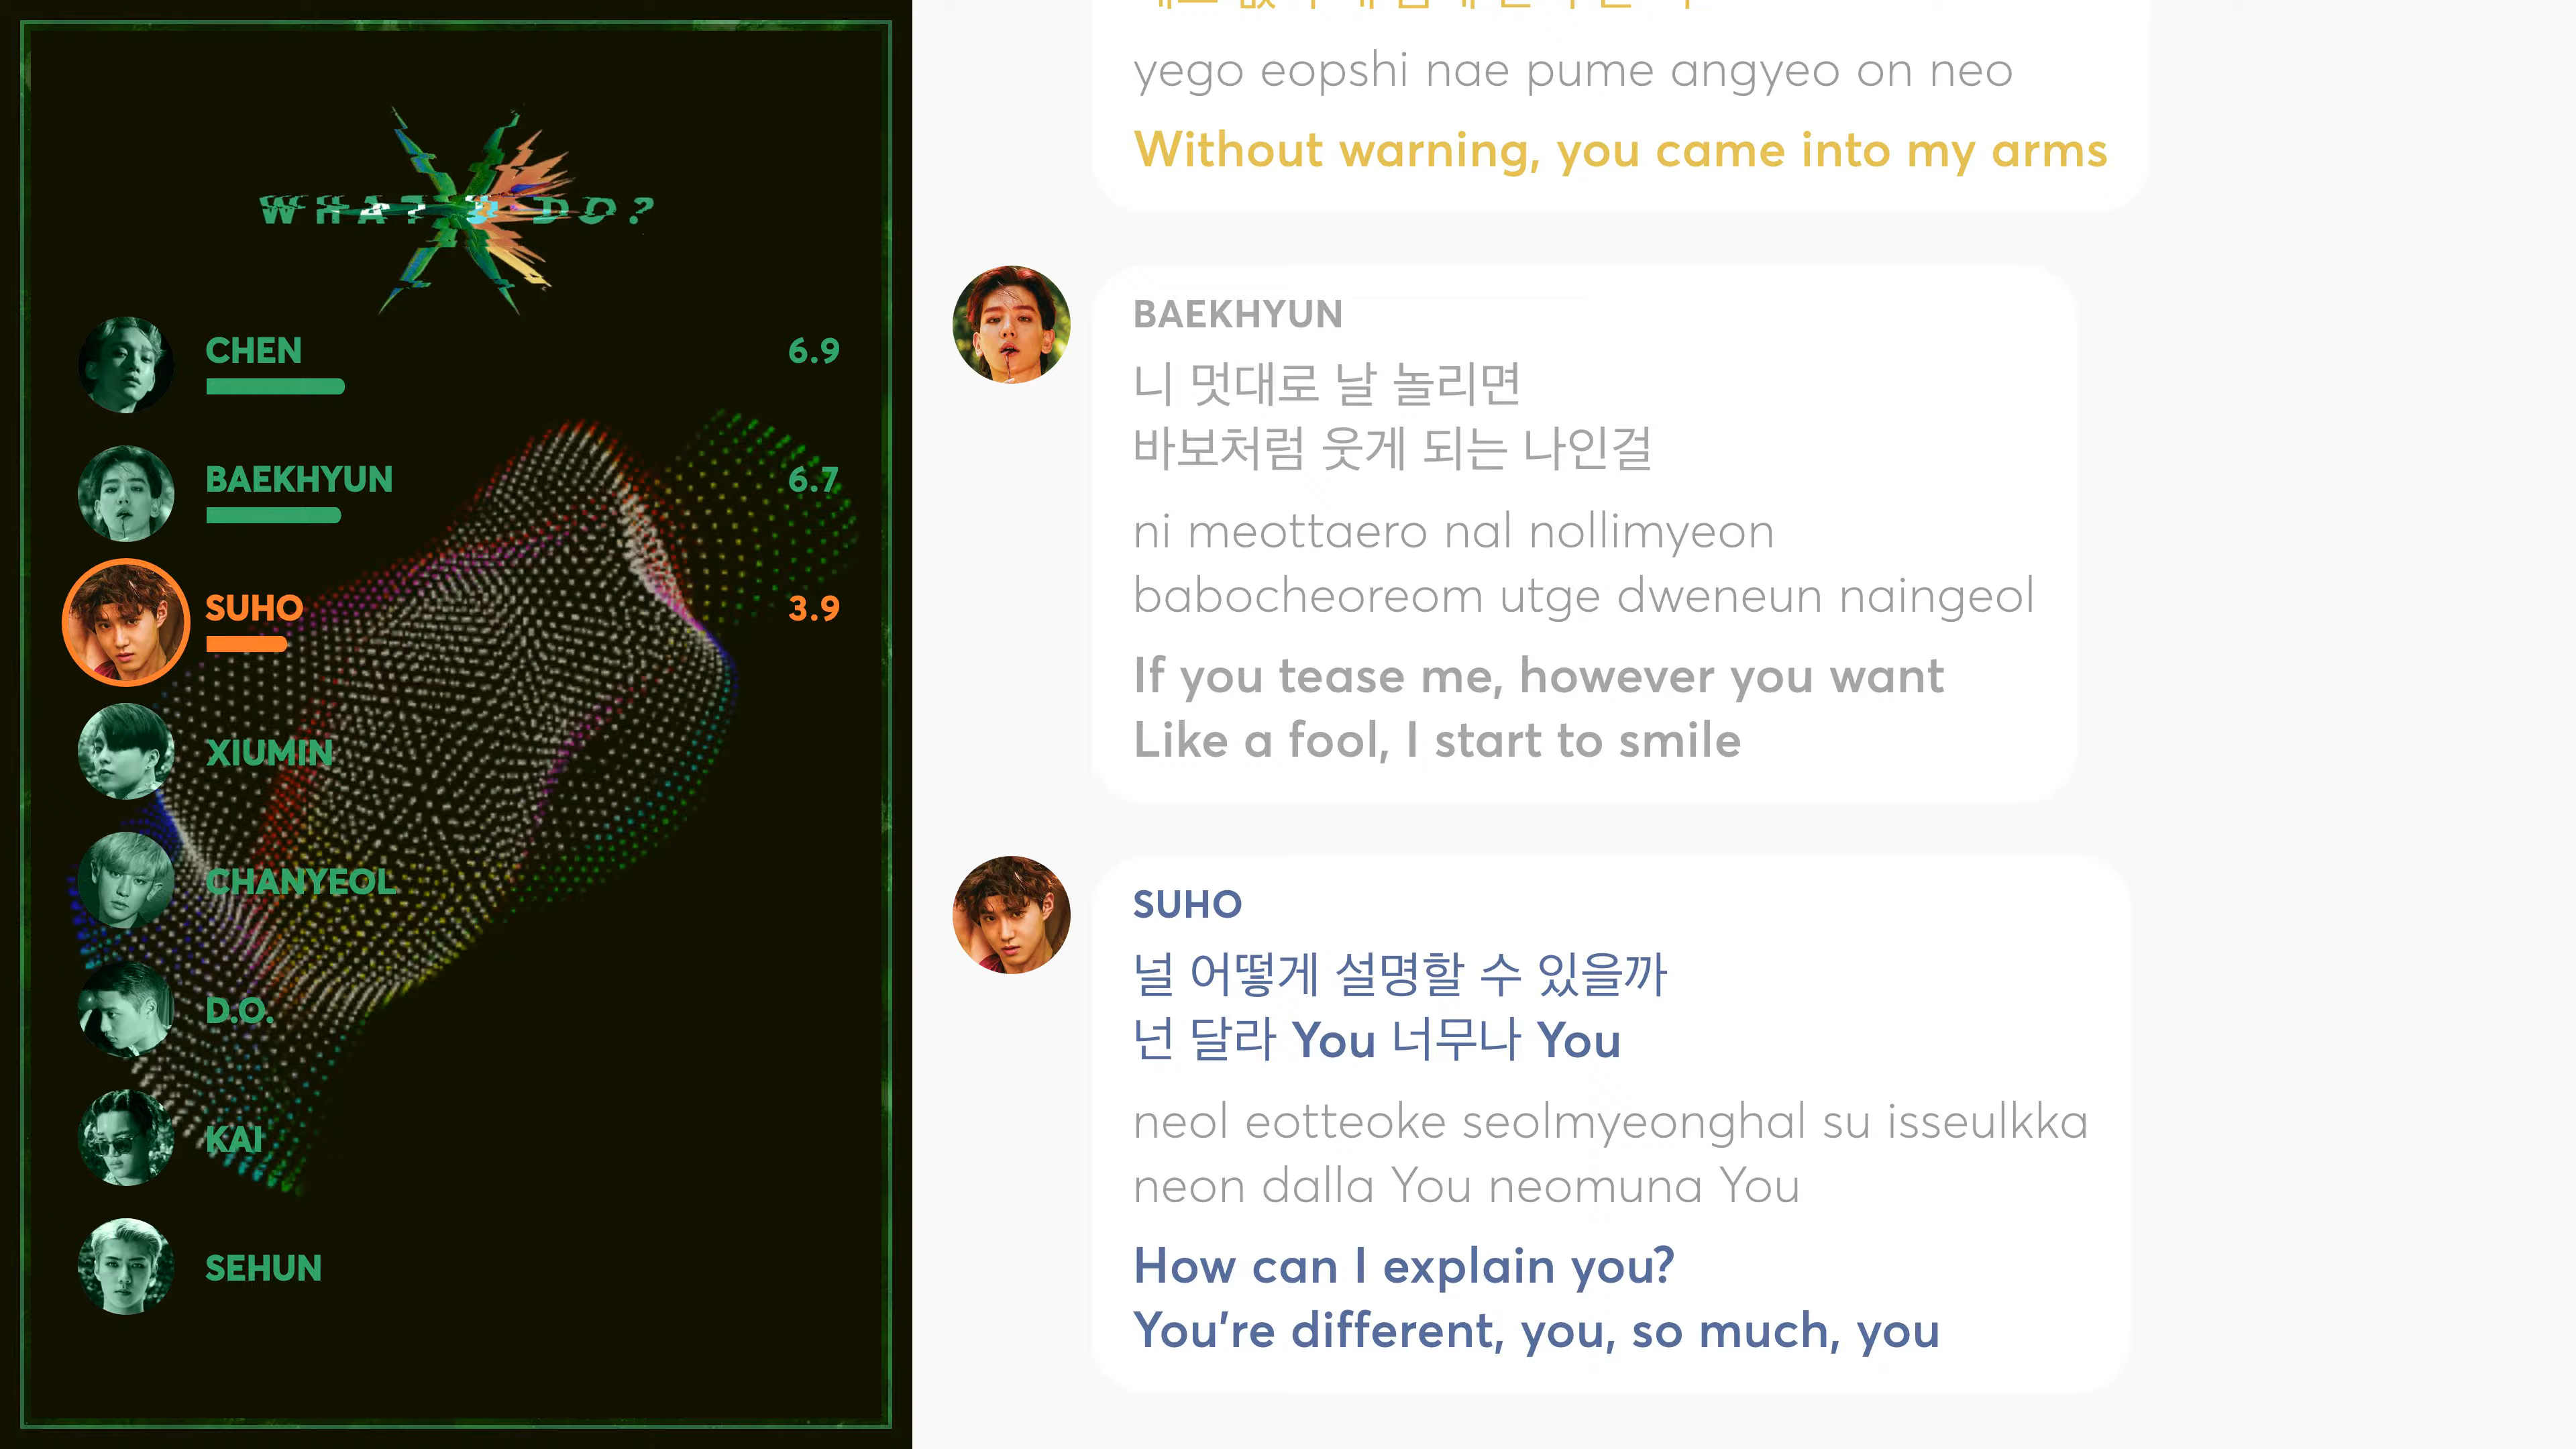 WHAT U DO?
CHEN 6.9
BAEKHYUN 6.7
SUHO 3.9
XIUMIN
CHANYEOL
D.O.
KAI
SEHUN
yego eopshi nae pume angyeo on neo
Without warning, you came into my arms
BAEKHYUN
니 멋대로 날 놀리면
바보처럼 웃게 되는 나인걸
ni meottaero nal nollimyeon
babocheoreom utge dweneun naingeol
If you tease me, however you want
Like a fool, I start to smile
SUHO
널 어떻게 설명할 수 있을까
넌 달라 You 너무나 You
neol eotteoke seolmyeonghal su isseulkka
neon dalla You neomuna You
How can I explain you?
You're different, you, so much, you